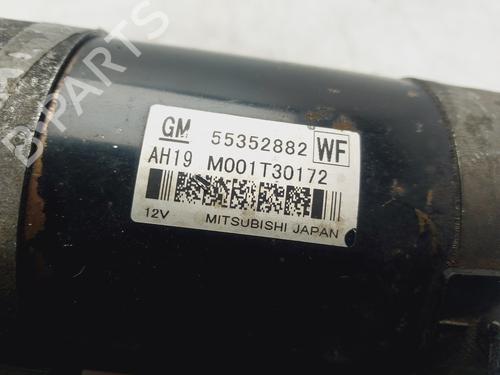 B-PARTS
GM 55352882 WF
AH19 M001T30172
12V MITSUBISHI JAPAN